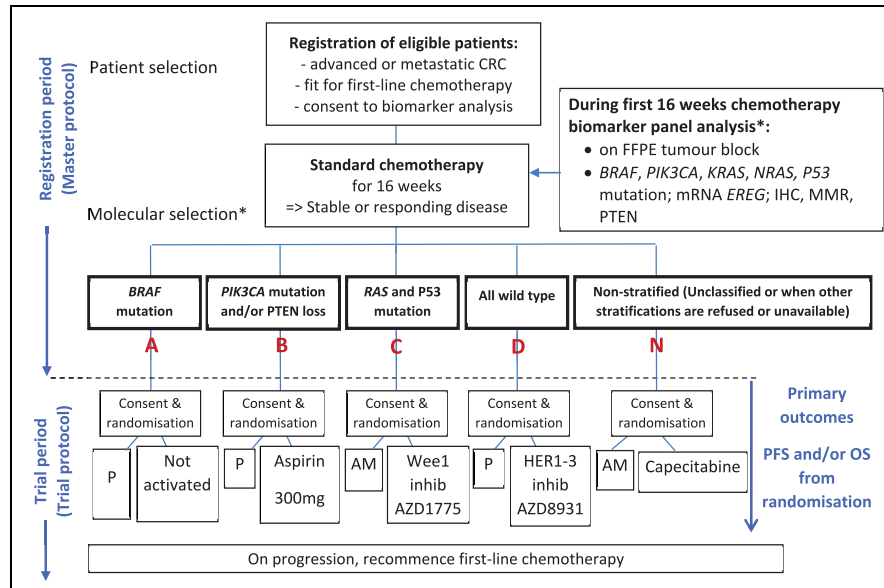 Registration period
(Master protocol)
Patient selection
Registration of eligible patients:
- advanced or metastatic CRC
- fit for first-line chemotherapy
- consent to biomarker analysis
During first 16 weeks chemotherapy
biomarker panel analysis*:
• on FFPE tumour block
• BRAF, PIK3CA, KRAS, NRAS, P53
mutation; mRNA EREG; IHC, MMR,
PTEN
Standard chemotherapy
for 16 weeks
=> Stable or responding disease
Molecular selection*
BRAF
mutation
PIK3CA mutation
and/or PTEN loss
RAS and P53
mutation
All wild type
Non-stratified (Unclassified or when other
stratifications are refused or unavailable)
A
B
C
D
N
Trial period
(Trial protocol)
Consent &
randomisation
Consent &
randomisation
Consent &
randomisation
Consent &
randomisation
Consent &
randomisation
P
Not
activated
P
Aspirin
300mg
AM
Wee1
inhib
AZD1775
P
HER1-3
inhib
AZD8931
AM
Capecitabine
Primary
outcomes
PFS and/or OS
from
randomisation
On progression, recommence first-line chemotherapy